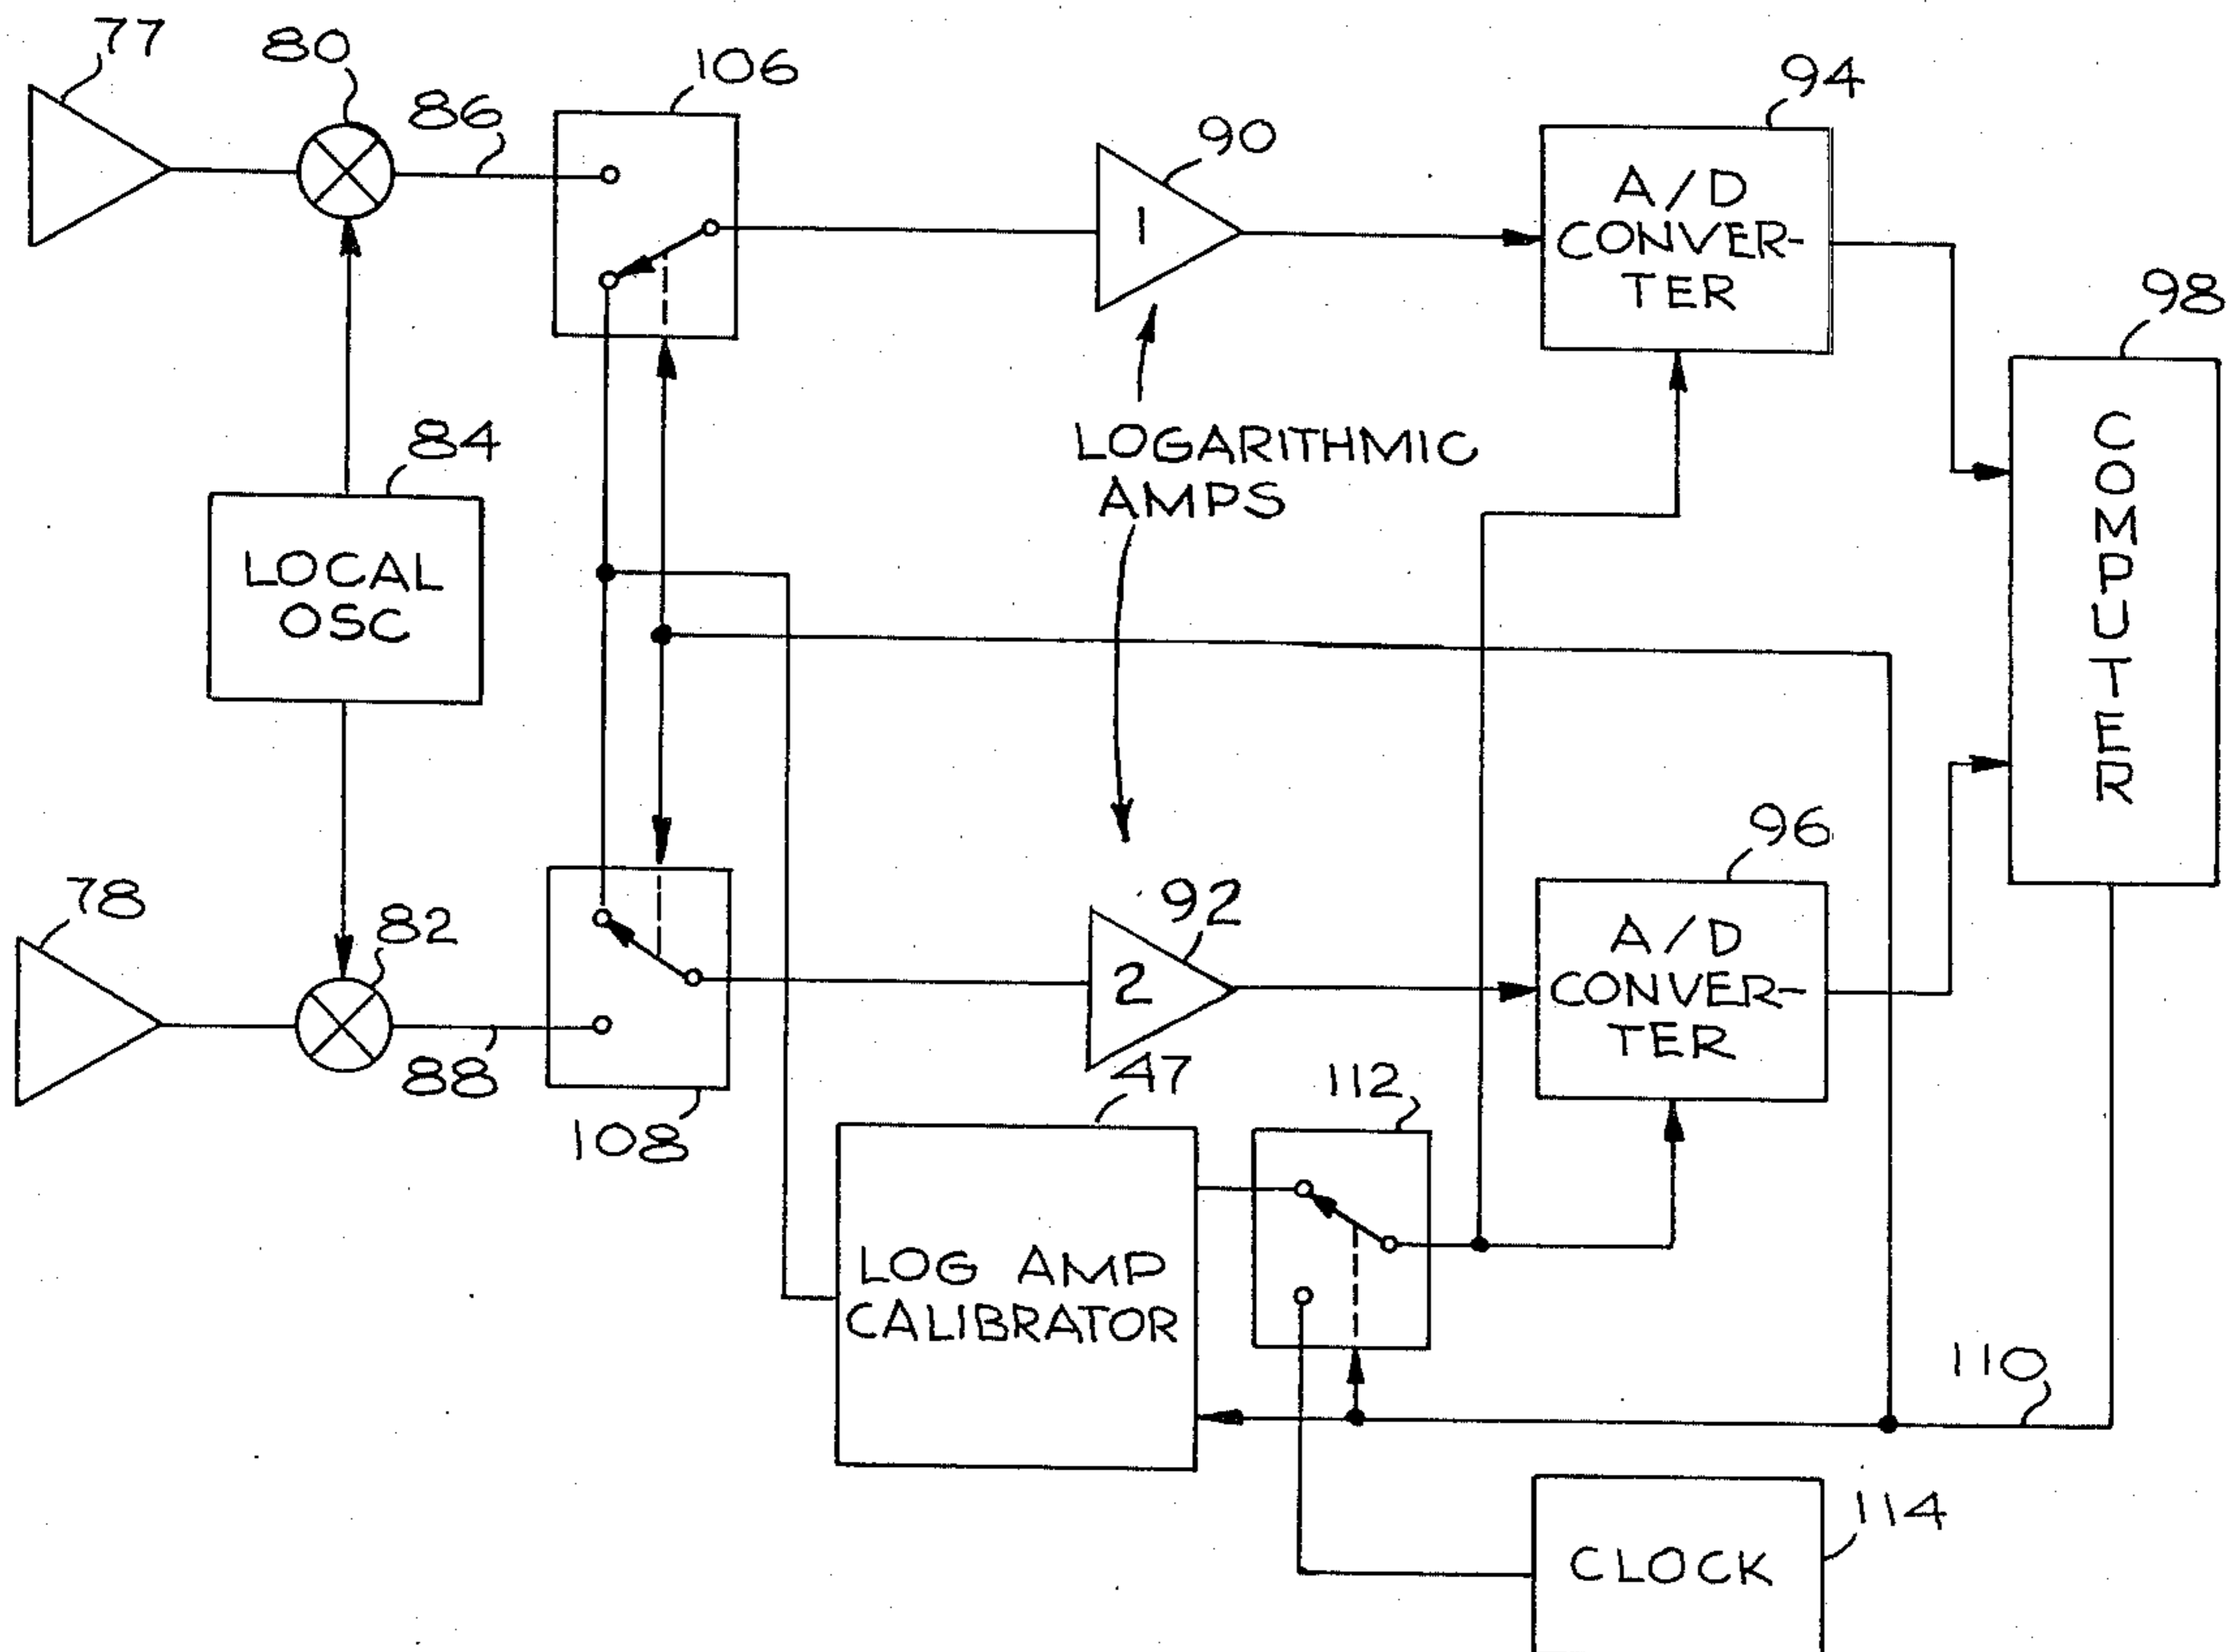 77
80
86
106
90
94
1
A/D
CONVER-
TER
98
84
LOCAL
OSC
LOGARITHMIC
AMPS
COMPUTER
78
82
88
108
92
2
96
A/D
CONVER-
TER
47
112
LOG AMP
CALIBRATOR
110
114
CLOCK